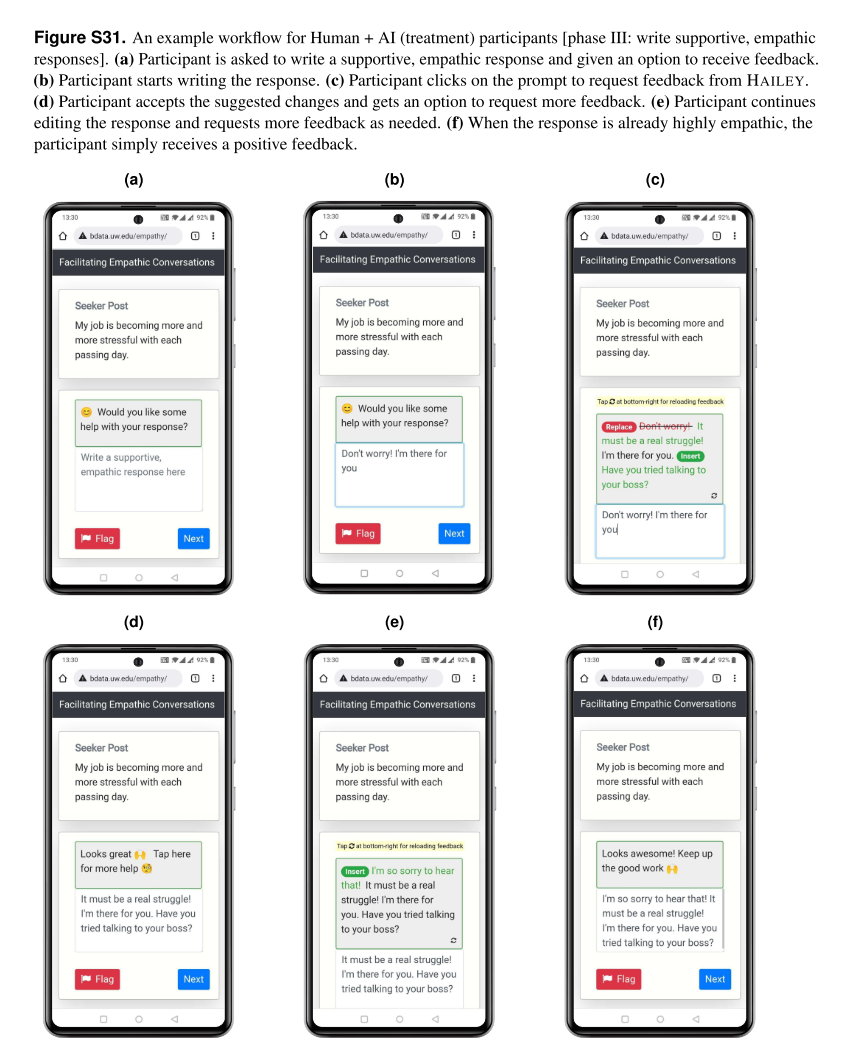 Figure S31. An example workflow for Human + AI (treatment) participants [phase III: write supportive, empathic
responses]. (a) Participant is asked to write a supportive, empathic response and given an option to receive feedback.
(b) Participant starts writing the response. (c) Participant clicks on the prompt to request feedback from HAILEY.
(d) Participant accepts the suggested changes and gets an option to request more feedback. (e) Participant continues
editing the response and requests more feedback as needed. (f) When the response is already highly empathic, the
participant simply receives a positive feedback.
(a)
13:30 92%
bdata.uw.edu/empathy/ 1
Facilitating Empathic Conversations
Seeker Post
My job is becoming more and
more stressful with each
passing day.
😊 Would you like some
help with your response?
Write a supportive,
empathic response here
Flag Next
(b)
13:30 92%
bdata.uw.edu/empathy/ 1
Facilitating Empathic Conversations
Seeker Post
My job is becoming more and
more stressful with each
passing day.
😊 Would you like some
help with your response?
Don't worry! I'm there for
you
Flag Next
(c)
13:30 92%
bdata.uw.edu/empathy/ 1
Facilitating Empathic Conversations
Seeker Post
My job is becoming more and
more stressful with each
passing day.
Tap at bottom-right for reloading feedback
Replace Don't worry! It
must be a real struggle!
I'm there for you. Insert
Have you tried talking to
your boss?
Don't worry! I'm there for
you
(d)
13:30 92%
bdata.uw.edu/empathy/ 1
Facilitating Empathic Conversations
Seeker Post
My job is becoming more and
more stressful with each
passing day.
Looks great 🙌 Tap here
for more help 🧐
It must be a real struggle!
I'm there for you. Have you
tried talking to your boss?
Flag Next
(e)
13:30 92%
bdata.uw.edu/empathy/ 1
Facilitating Empathic Conversations
Seeker Post
My job is becoming more and
more stressful with each
passing day.
Tap at bottom-right for reloading feedback
Insert I'm so sorry to hear
that! It must be a real
struggle! I'm there for
you. Have you tried talking
to your boss?
It must be a real struggle!
I'm there for you. Have you
tried talking to your boss?
(f)
13:30 92%
bdata.uw.edu/empathy/ 1
Facilitating Empathic Conversations
Seeker Post
My job is becoming more and
more stressful with each
passing day.
Looks awesome! Keep up
the good work 🙌
I'm so sorry to hear that! It
must be a real struggle!
I'm there for you. Have you
tried talking to your boss?
Flag Next